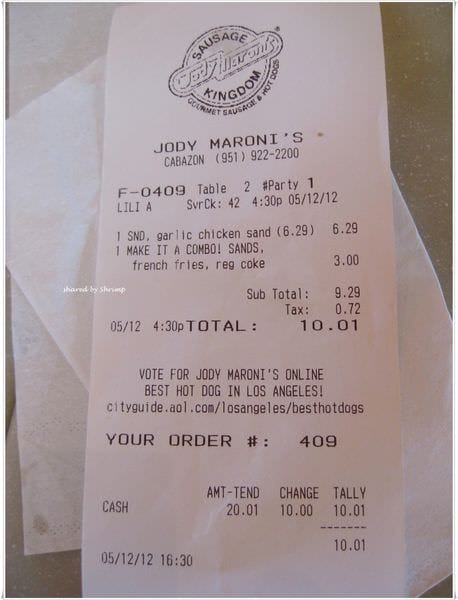 SAUSAGE
Jody Maroni's
KINGDOM
GOURMET SAUSAGE & HOT DOGS
®
JODY MARONI'S
CABAZON (951) 922-2200
F-0409 Table 2 #Party 1
LILI A SvrCk: 42 4:30p 05/12/12
1 SND, garlic chicken sand (6.29) 6.29
1 MAKE IT A COMBO! SANDS,
french fries, reg coke 3.00
Sub Total: 9.29
Tax: 0.72
05/12 4:30p TOTAL: 10.01
VOTE FOR JODY MARONI'S ONLINE
BEST HOT DOG IN LOS ANGELES!
cityguide.aol.com/losangeles/besthotdogs
YOUR ORDER #: 409
AMT-TEND CHANGE TALLY
CASH 20.01 10.00 10.01
-------
10.01
05/12/12 16:30
shared by Shrimp